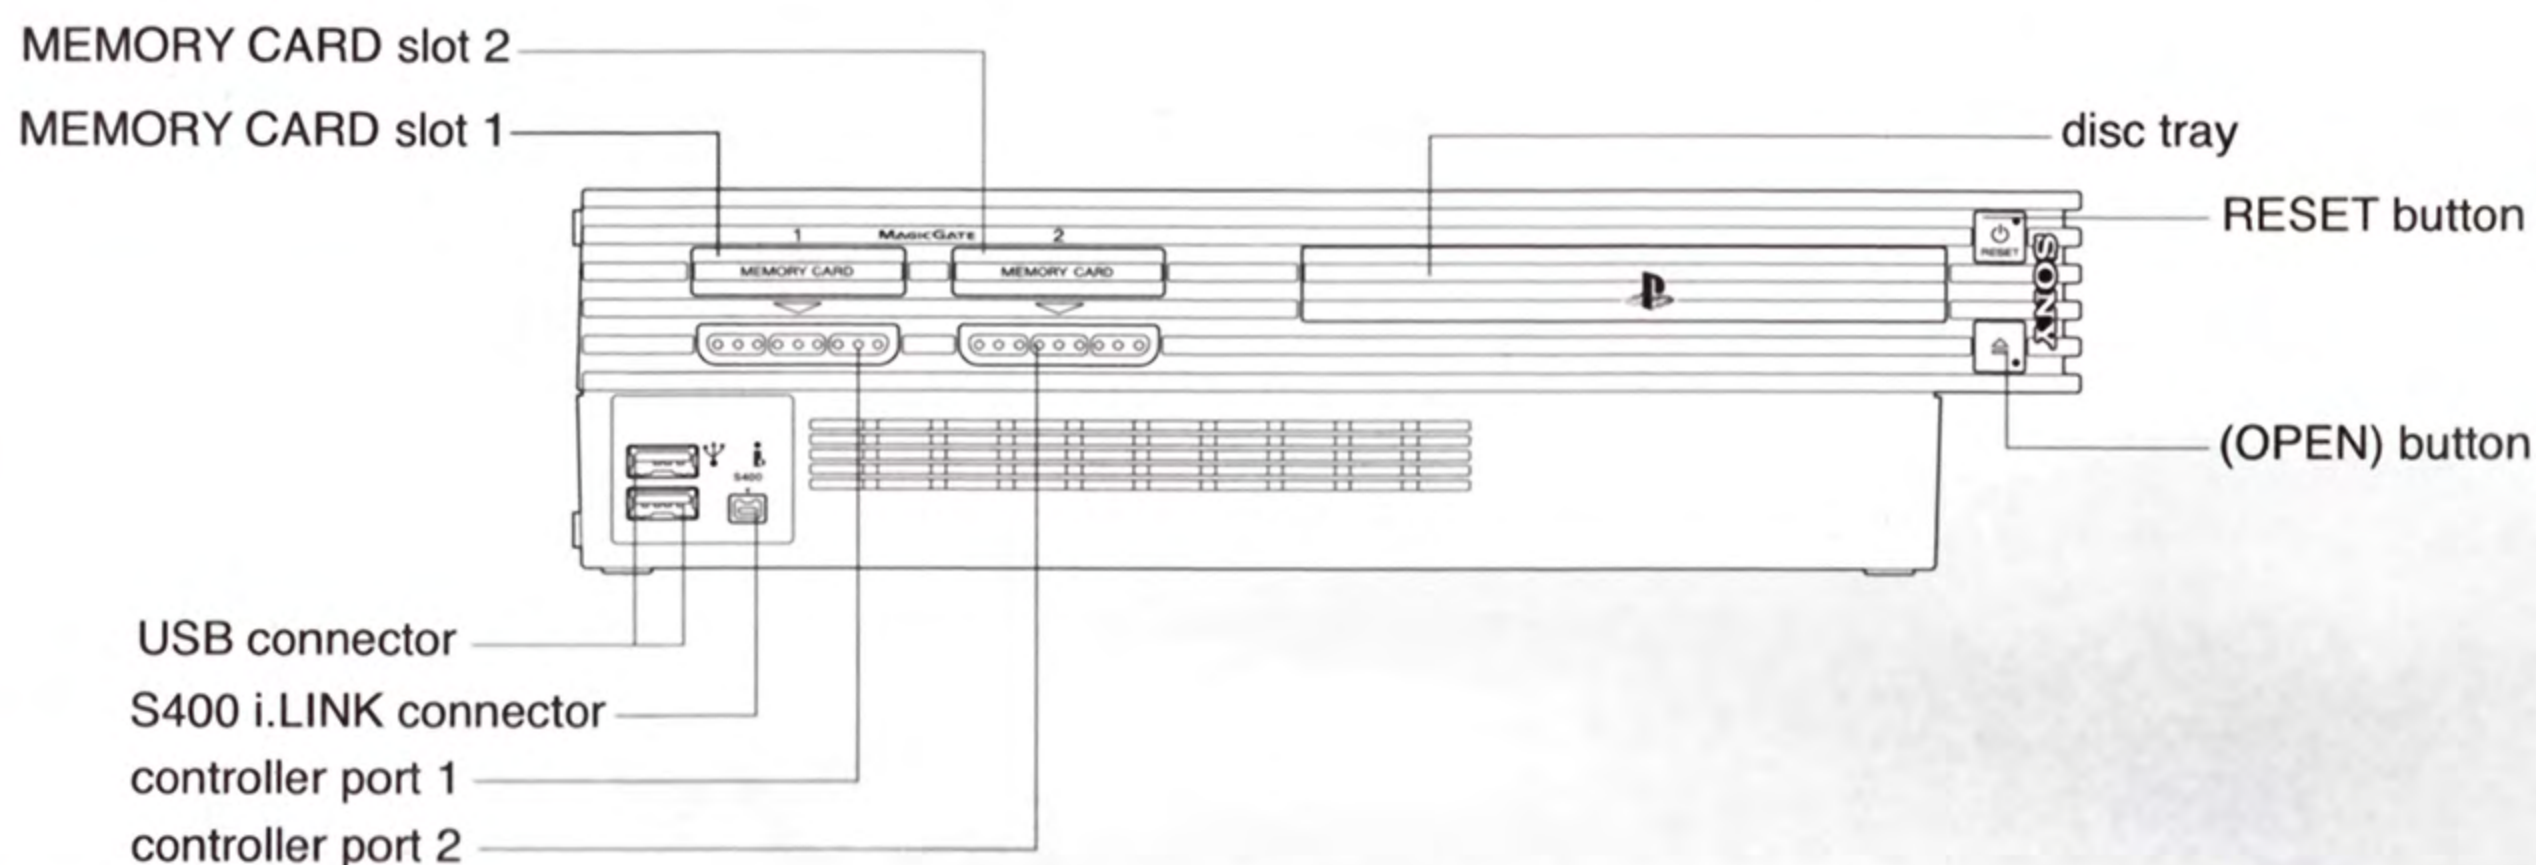 MEMORY CARD slot 2
MEMORY CARD slot 1
disc tray
RESET button
1 MAGICGATE 2
MEMORY CARD
MEMORY CARD
RESET
SONY
(OPEN) button
S400
USB connector
S400 i.LINK connector
controller port 1
controller port 2